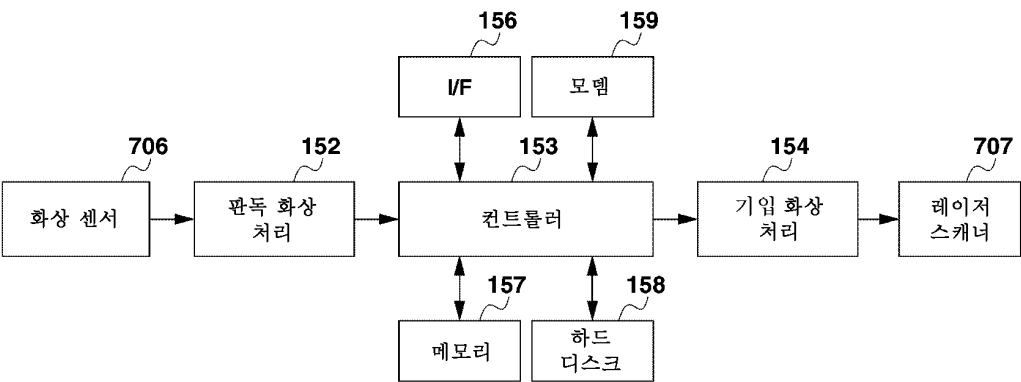 156
159
I/F
모뎀
706
152
153
154
707
화상 센서
판독 화상
처리
컨트롤러
기입 화상
처리
레이저
스캐너
157
158
메모리
하드
디스크